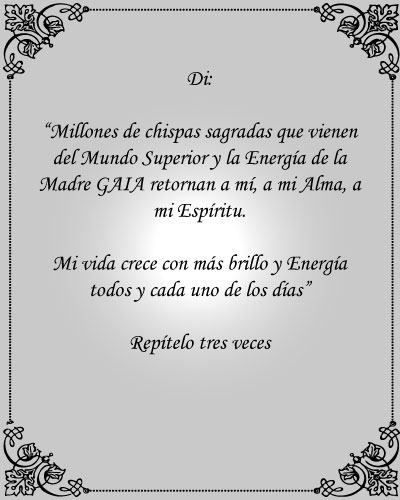 Di:
“Millones de chispas sagradas que vienen
del Mundo Superior y la Energía de la
Madre GAIA retornan a mí, a mi Alma, a
mi Espíritu.
Mi vida crece con más brillo y Energía
todos y cada uno de los días”
Repítelo tres veces